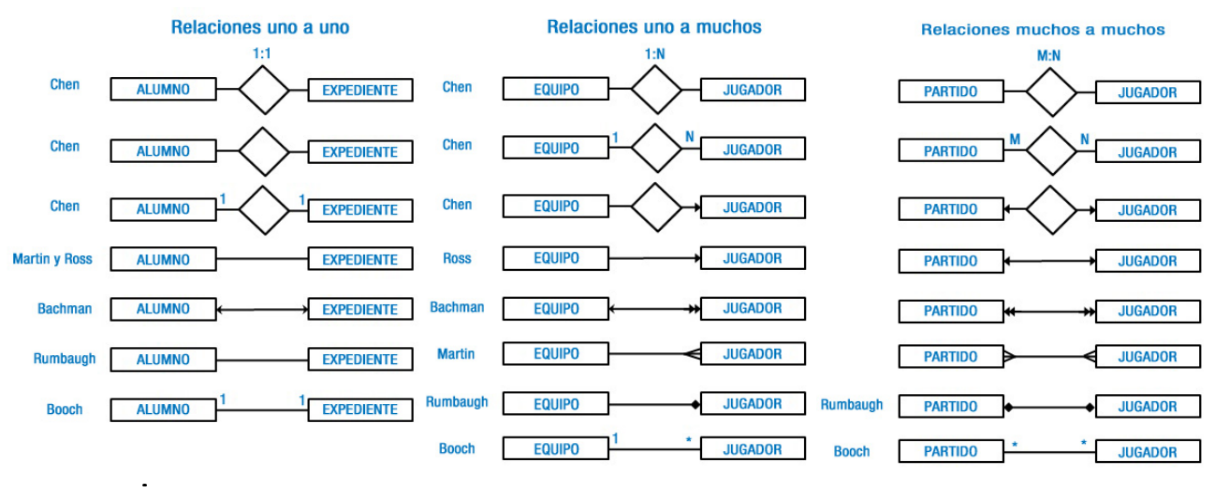 Relaciones uno a uno
1:1
Chen ALUMNO EXPEDIENTE
Chen ALUMNO EXPEDIENTE
Chen ALUMNO 1 1 EXPEDIENTE
Martin y Ross ALUMNO EXPEDIENTE
Bachman ALUMNO EXPEDIENTE
Rumbaugh ALUMNO EXPEDIENTE
Booch ALUMNO 1 1 EXPEDIENTE
Relaciones uno a muchos
1:N
Chen EQUIPO JUGADOR
Chen EQUIPO 1 N JUGADOR
Chen EQUIPO JUGADOR
Ross EQUIPO JUGADOR
Bachman EQUIPO JUGADOR
Martin EQUIPO JUGADOR
Rumbaugh EQUIPO JUGADOR
Booch EQUIPO 1 * JUGADOR
Relaciones muchos a muchos
M:N
PARTIDO JUGADOR
PARTIDO M N JUGADOR
PARTIDO JUGADOR
PARTIDO JUGADOR
PARTIDO JUGADOR
PARTIDO JUGADOR
Rumbaugh PARTIDO JUGADOR
Booch PARTIDO * * JUGADOR